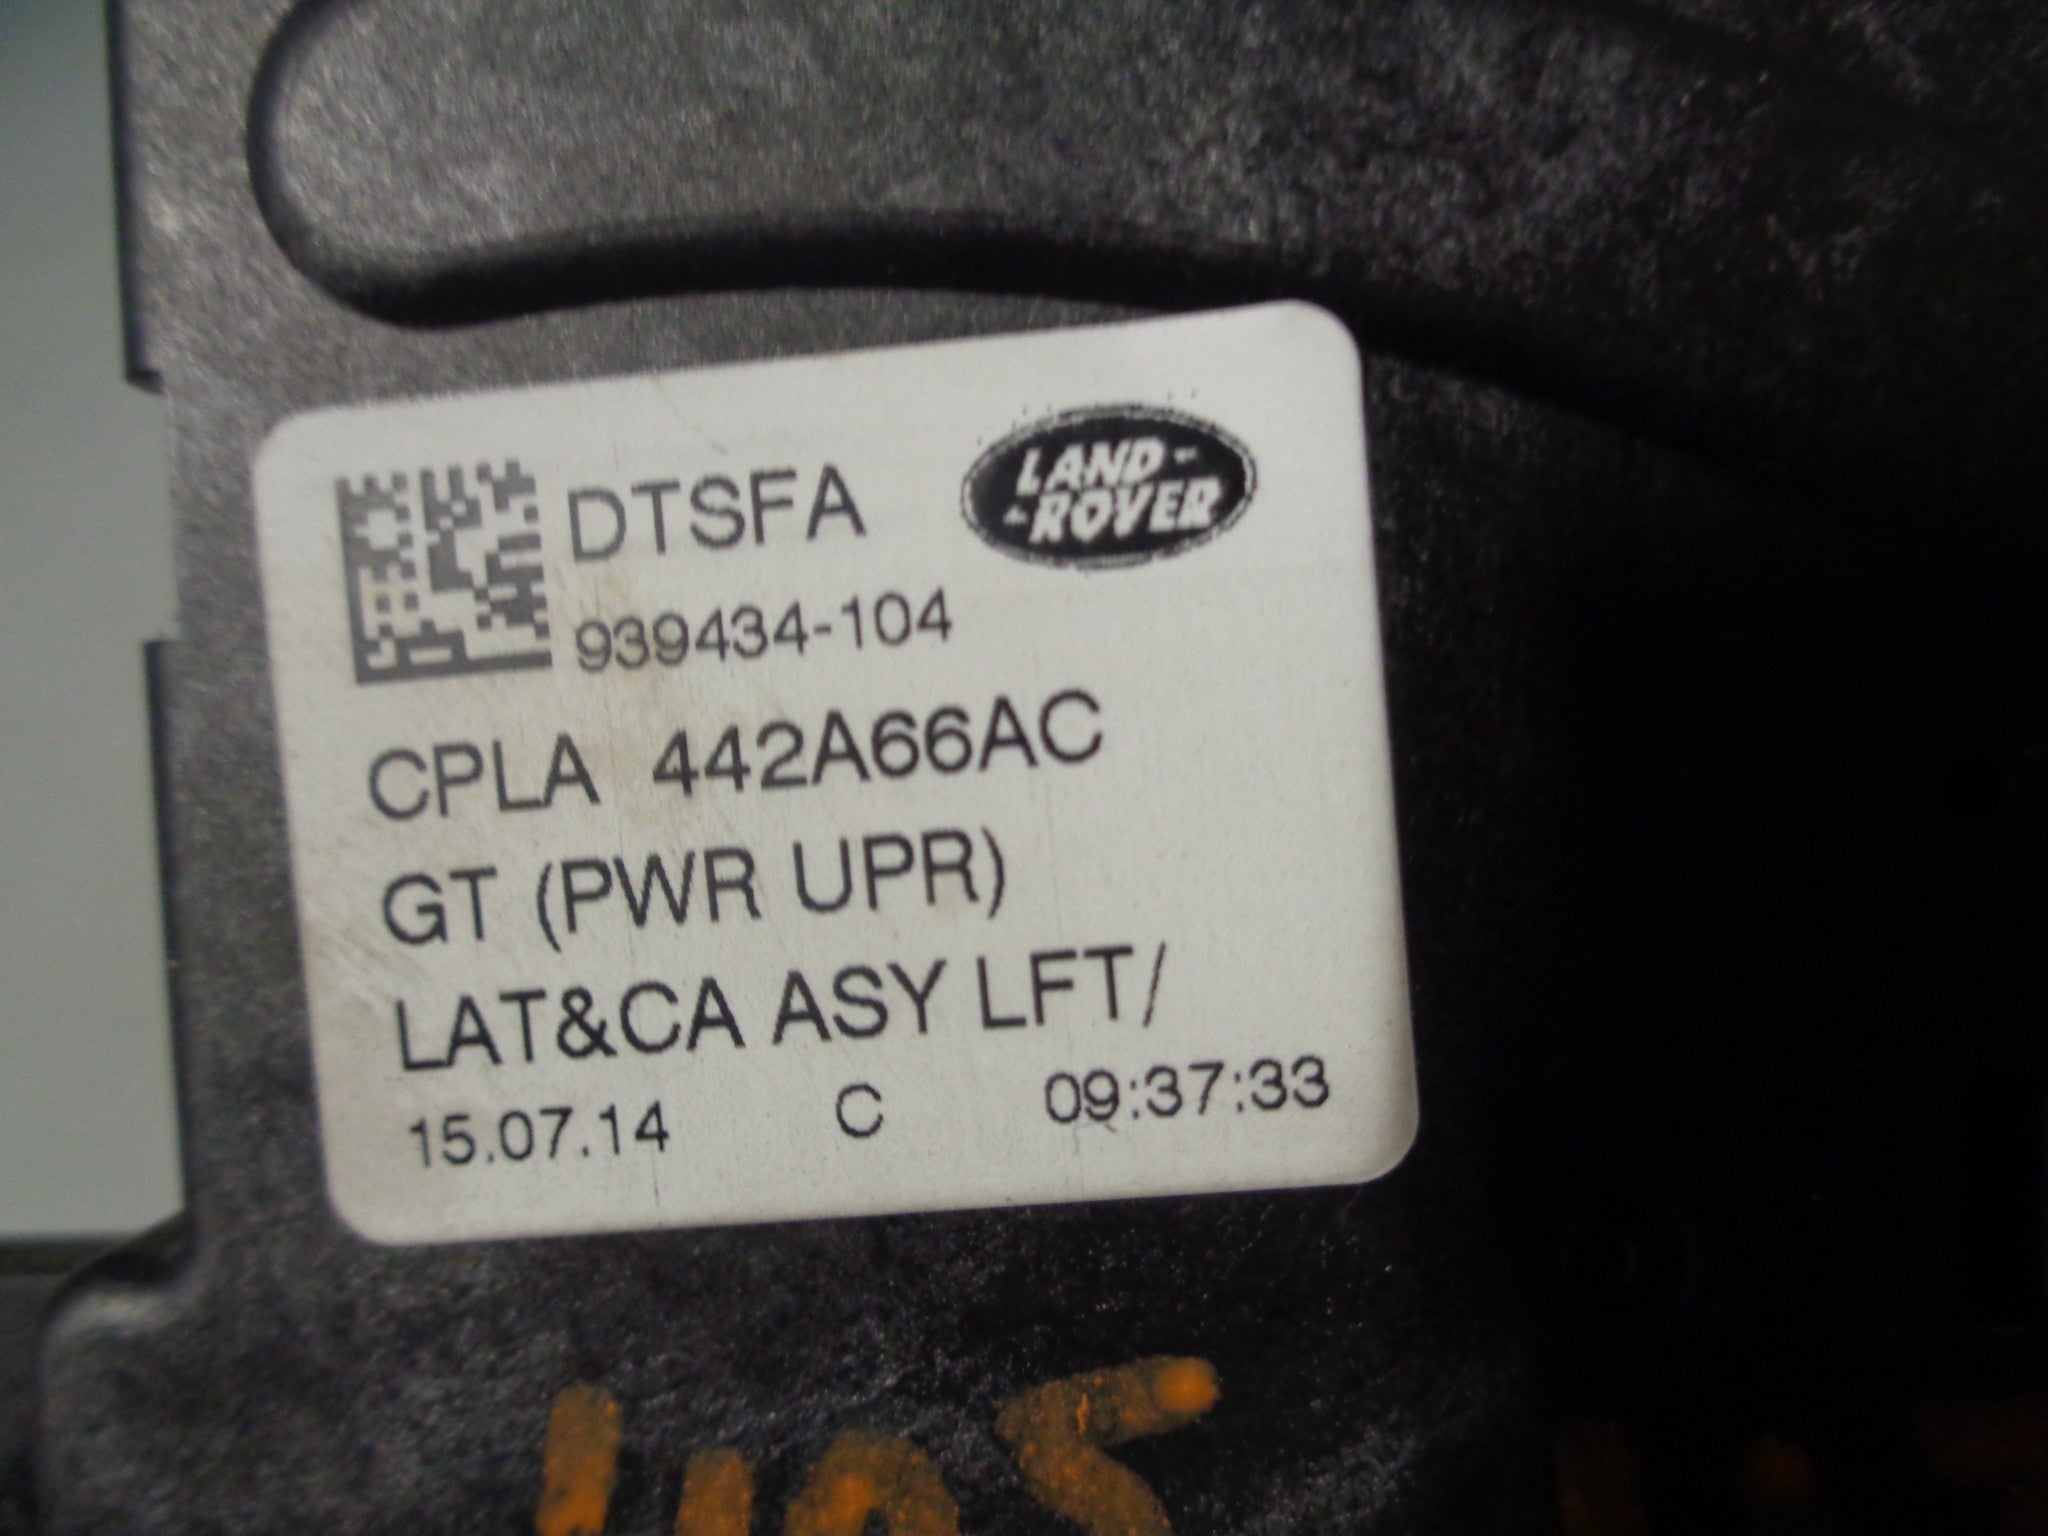 DTSFA
LAND-
-ROVER
939434-104
CPLA 442A66AC
GT (PWR UPR)
LAT&CA ASY LFT/
15.07.14 C 09:37:33